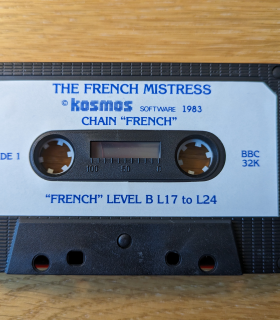 THE FRENCH MISTRESS
© kosmos SOFTWARE 1983
CHAIN "FRENCH"
DE 1
BBC
32K
100 50 0
"FRENCH" LEVEL B L17 to L24